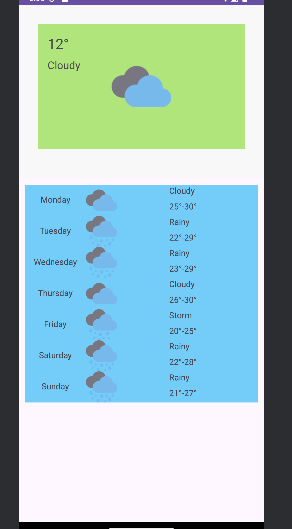 12°
Cloudy
Monday Cloudy
25°-30°
Tuesday Rainy
22°-29°
Wednesday Rainy
23°-29°
Thursday Cloudy
26°-30°
Friday Storm
20°-25°
Saturday Rainy
22°-28°
Sunday Rainy
21°-27°